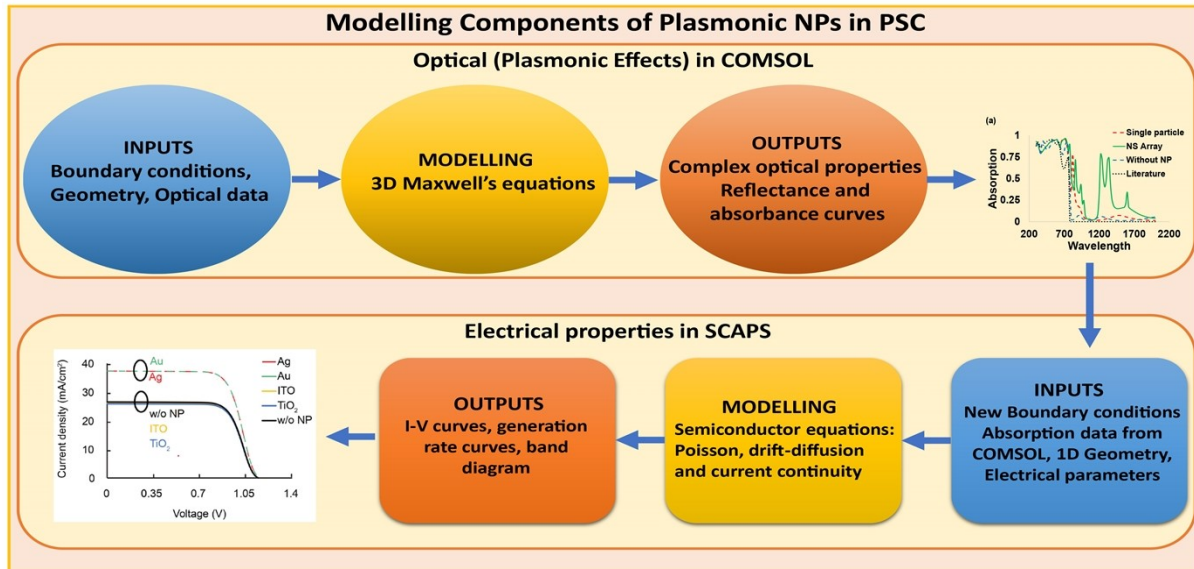 Modelling Components of Plasmonic NPs in PSC
Optical (Plasmonic Effects) in COMSOL
INPUTS
Boundary conditions,
Geometry, Optical data
MODELLING
3D Maxwell's equations
OUTPUTS
Complex optical properties
Reflectance and
absorbance curves
(a)
Single particle
NS Array
Without NP
Literature
Absorption
1
0.75
0.5
0.25
0
200 700 1200 1700 2200
Wavelength
Electrical properties in SCAPS
Current density (mA/cm²)
40
30
20
10
0
Au
Ag
w/o NP
ITO
TiO₂
Ag
Au
ITO
TiO₂
w/o NP
0 0.35 0.7 1.05 1.4
Voltage (V)
OUTPUTS
I-V curves, generation
rate curves, band
diagram
MODELLING
Semiconductor equations:
Poisson, drift-diffusion
and current continuity
INPUTS
New Boundary conditions
Absorption data from
COMSOL, 1D Geometry,
Electrical parameters